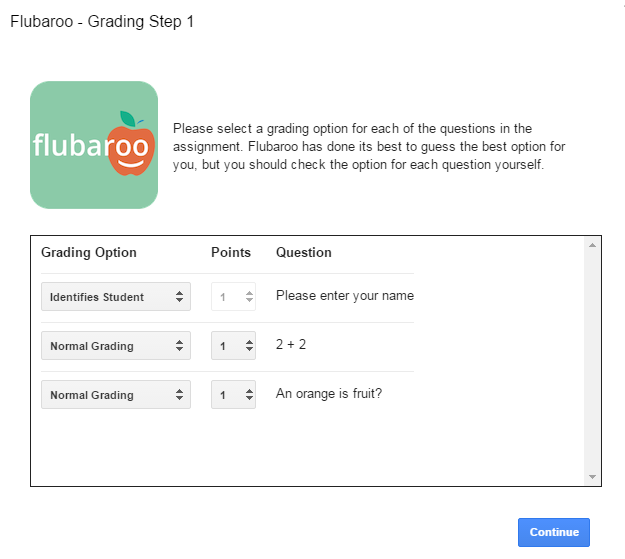 Flubaroo - Grading Step 1
flubaroo
Please select a grading option for each of the questions in the
assignment. Flubaroo has done its best to guess the best option for
you, but you should check the option for each question yourself.
Grading Option Points Question
Identifies Student 1 Please enter your name
Normal Grading 1 2 + 2
Normal Grading 1 An orange is fruit?
Continue